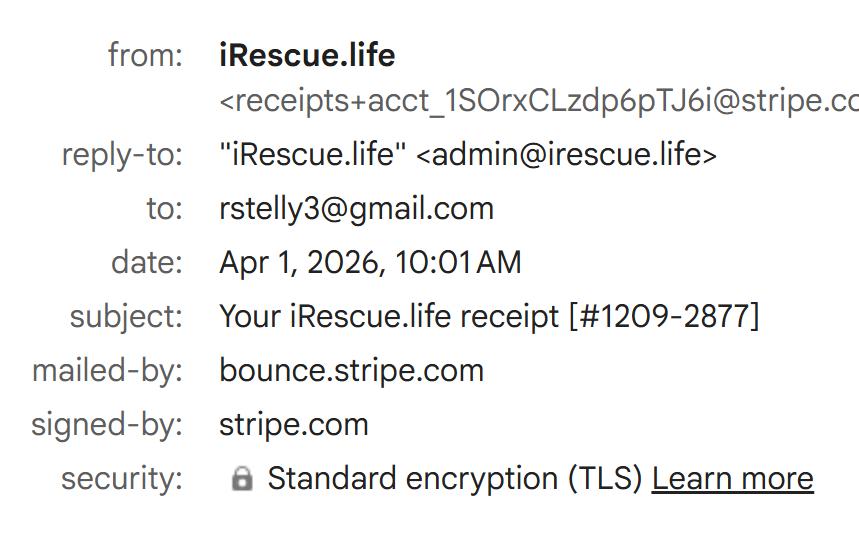 from: iRescue.life
<receipts+acct_1SOrxCLzdp6pTJ6i@stripe.co
reply-to: "iRescue.life" <admin@irescue.life>
to: rstelly3@gmail.com
date: Apr 1, 2026, 10:01 AM
subject: Your iRescue.life receipt [#1209-2877]
mailed-by: bounce.stripe.com
signed-by: stripe.com
security: Standard encryption (TLS) Learn more